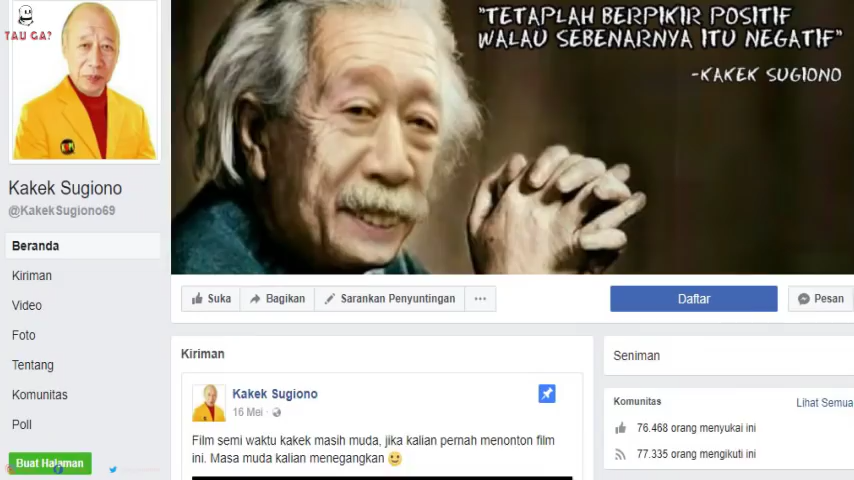 TAU GA?
"TETAPLAH BERPIKIR POSITIF
WALAU SEBENARNYA ITU NEGATIF"
-KAKEK SUGIONO
Kakek Sugiono
@KakekSugiono69
Beranda
Kiriman
Video
Foto
Tentang
Komunitas
Poll
Buat Halaman
Suka
Bagikan
Sarankan Penyuntingan
...
Daftar
Pesan
Kiriman
Kakek Sugiono
16 Mei ·
Film semi waktu kakek masih muda, jika kalian pernah menonton film
ini. Masa muda kalian menegangkan 😉
Seniman
Komunitas
Lihat Semua
76.468 orang menyukai ini
77.335 orang mengikuti ini